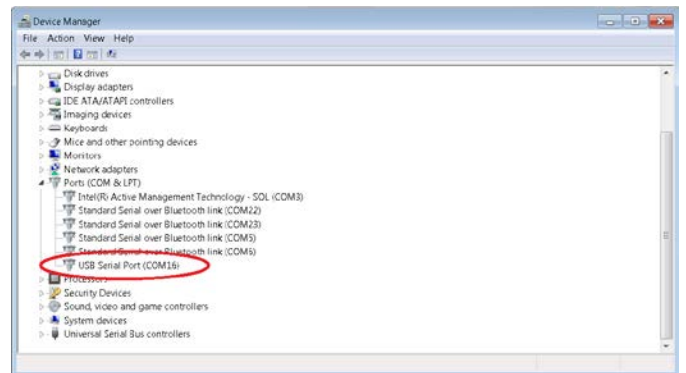 Device Manager
File Action View Help
Disk drives
Display adapters
IDE ATA/ATAPI controllers
Imaging devices
Keyboards
Mice and other pointing devices
Monitors
Network adapters
Ports (COM & LPT)
Intel(R) Active Management Technology - SOL (COM3)
Standard Serial over Bluetooth link (COM22)
Standard Serial over Bluetooth link (COM23)
Standard Serial over Bluetooth link (COM5)
Standard Serial over Bluetooth link (COM6)
USB Serial Port (COM16)
Processors
Security Devices
Sound, video and game controllers
System devices
Universal Serial Bus controllers